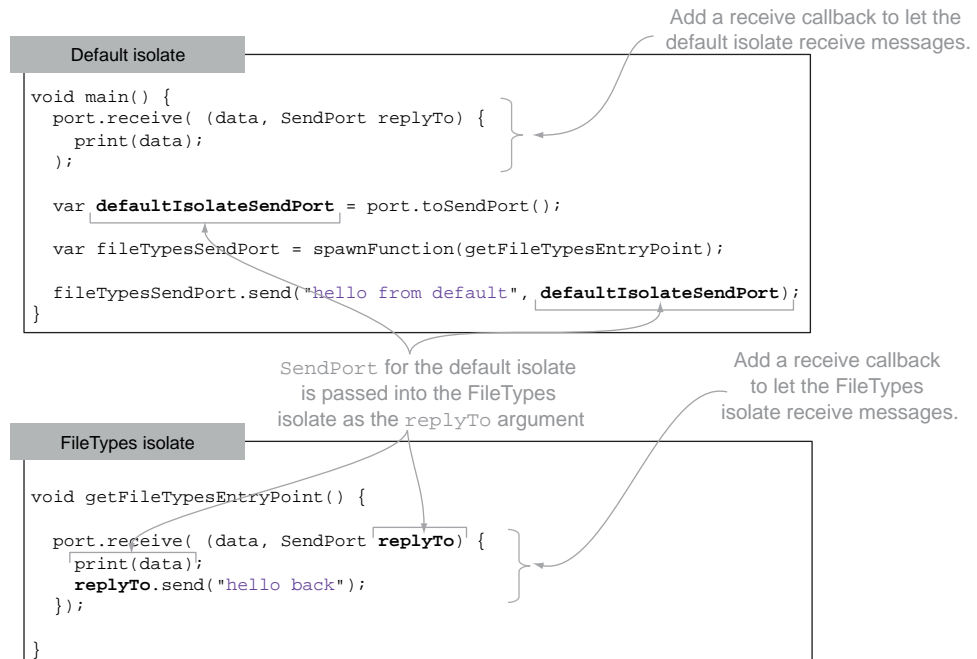 Add a receive callback to let the
default isolate receive messages.
Default isolate
void main() {
  port.receive( (data, SendPort replyTo) {
    print(data);
  );
  var defaultIsolateSendPort = port.toSendPort();
  var fileTypesSendPort = spawnFunction(getFileTypesEntryPoint);
  fileTypesSendPort.send("hello from default", defaultIsolateSendPort);
}
SendPort for the default isolate
is passed into the FileTypes
isolate as the replyTo argument
Add a receive callback
to let the FileTypes
isolate receive messages.
FileTypes isolate
void getFileTypesEntryPoint() {
  port.receive( (data, SendPort replyTo) {
    print(data);
    replyTo.send("hello back");
  });
}